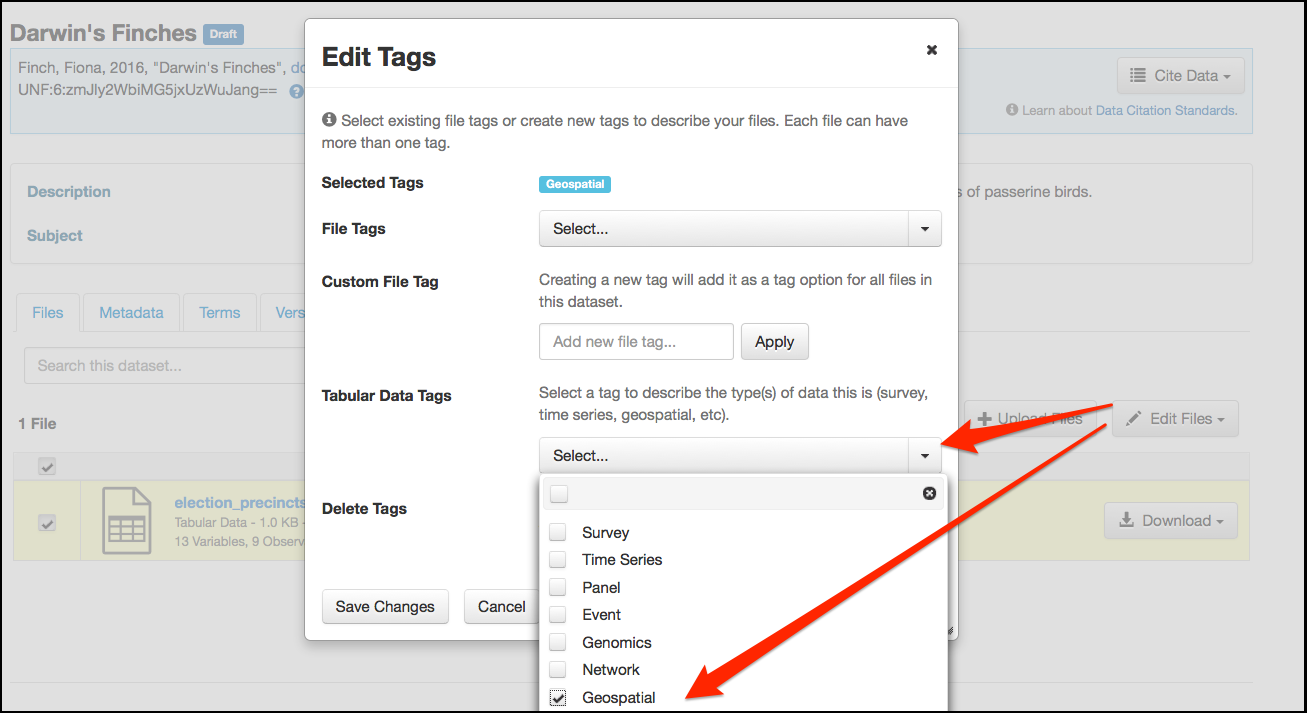 Darwin's Finches Draft
Finch, Fiona, 2016, "Darwin's Finches",
UNF:6:zmJly2WbiMG5jxUzWuJang==
Cite Data
Learn about Data Citation Standards.
Description
s of passerine birds.
Subject
Files
Metadata
Terms
Vers
Search this dataset...
1 File
Upload Files
Edit Files
election_precincts
Tabular Data - 1.0 KB -
13 Variables, 9 Observ
Download
Edit Tags
Select existing file tags or create new tags to describe your files. Each file can have
more than one tag.
Selected Tags
Geospatial
File Tags
Select...
Custom File Tag
Creating a new tag will add it as a tag option for all files in
this dataset.
Add new file tag...
Apply
Tabular Data Tags
Select a tag to describe the type(s) of data this is (survey,
time series, geospatial, etc).
Select...
Delete Tags
Survey
Time Series
Panel
Event
Genomics
Network
Geospatial
Save Changes
Cancel